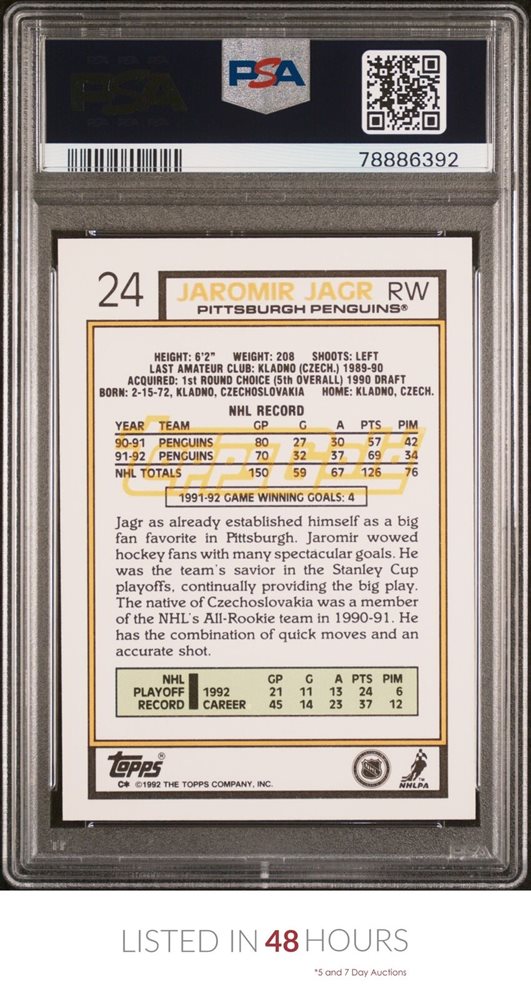 PSA
PSA
78886392
24 JAROMIR JAGR RW
PITTSBURGH PENGUINS®
HEIGHT: 6'2" WEIGHT: 208 SHOOTS: LEFT
LAST AMATEUR CLUB: KLADNO (CZECH.) 1989-90
ACQUIRED: 1st ROUND CHOICE (5th OVERALL) 1990 DRAFT
BORN: 2-15-72, KLADNO, CZECHOSLOVAKIA HOME: KLADNO, CZECH.
NHL RECORD
YEAR TEAM GP G A PTS PIM
90-91 PENGUINS 80 27 30 57 42
91-92 PENGUINS 70 32 37 69 34
NHL TOTALS 150 59 67 126 76
ToppsGold
1991-92 GAME WINNING GOALS: 4
Jagr as already established himself as a big
fan favorite in Pittsburgh. Jaromir wowed
hockey fans with many spectacular goals. He
was the team's savior in the Stanley Cup
playoffs, continually providing the big play.
The native of Czechoslovakia was a member
of the NHL's All-Rookie team in 1990-91. He
has the combination of quick moves and an
accurate shot.
NHL GP G A PTS PIM
PLAYOFF 1992 21 11 13 24 6
RECORD CAREER 45 14 23 37 12
Topps®
C* ©1992 THE TOPPS COMPANY, INC.
NHL
NHLPA
™
PSA
LISTED IN 48 HOURS
*5 and 7 Day Auctions